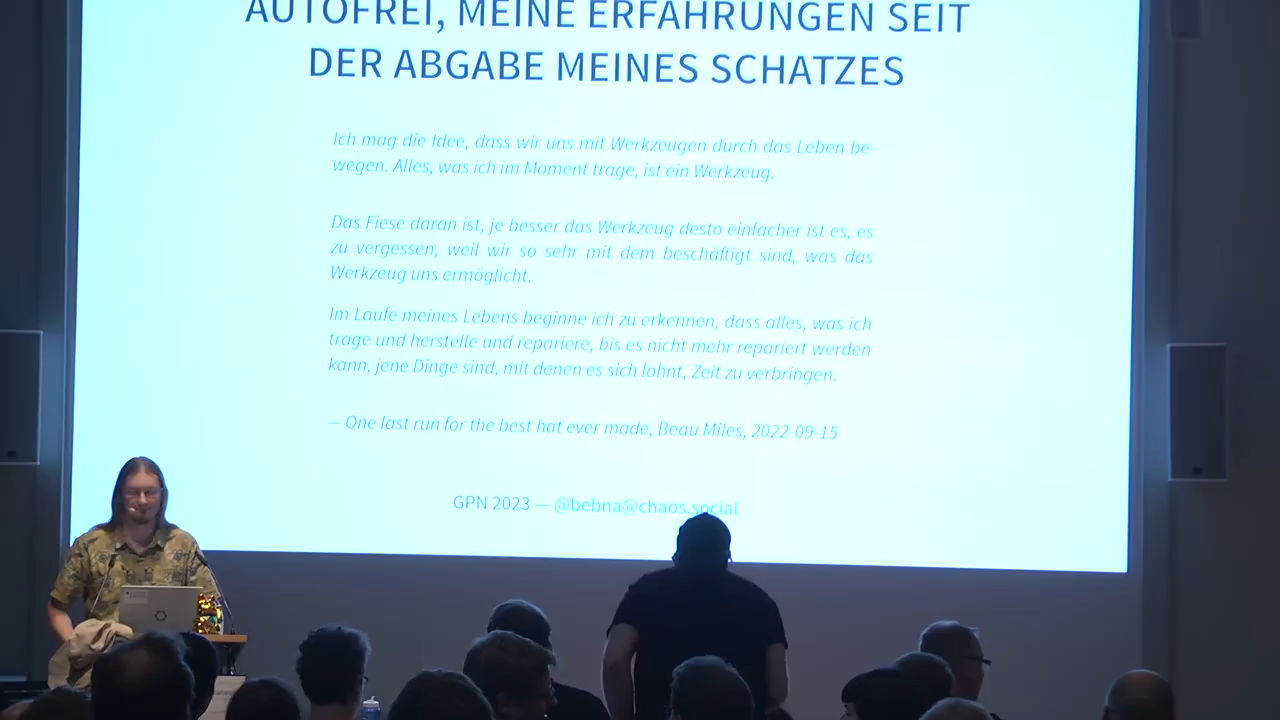 AUTOFREI, MEINE ERFAHRUNGEN SEIT
DER ABGABE MEINES SCHATZES
Ich mag die Idee, dass wir uns mit Werkzeugen durch das Leben be-
wegen. Alles, was ich im Moment trage, ist ein Werkzeug.
Das Fiese daran ist, je besser das Werkzeug desto einfacher ist es, es
zu vergessen, weil wir so sehr mit dem beschäftigt sind, was das
Werkzeug uns ermöglicht.
Im Laufe meines Lebens beginne ich zu erkennen, dass alles, was ich
trage und herstelle und repariere, bis es nicht mehr repariert werden
kann, jene Dinge sind, mit denen es sich lohnt, Zeit zu verbringen.
— One last run for the best hat ever made, Beau Miles, 2022-09-15
GPN 2023 — @bebna@chaos.social